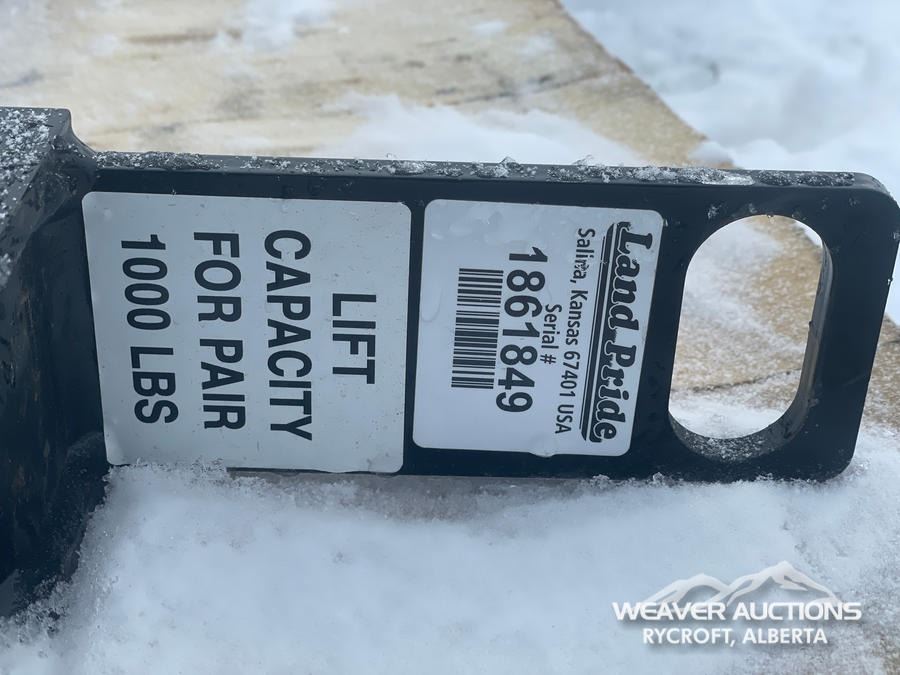 LIFT
CAPACITY
FOR PAIR
1000 LBS
Land Pride
Salina, Kansas 67401 USA
Serial #
1861849
WEAVER AUCTIONS
RYCROFT, ALBERTA